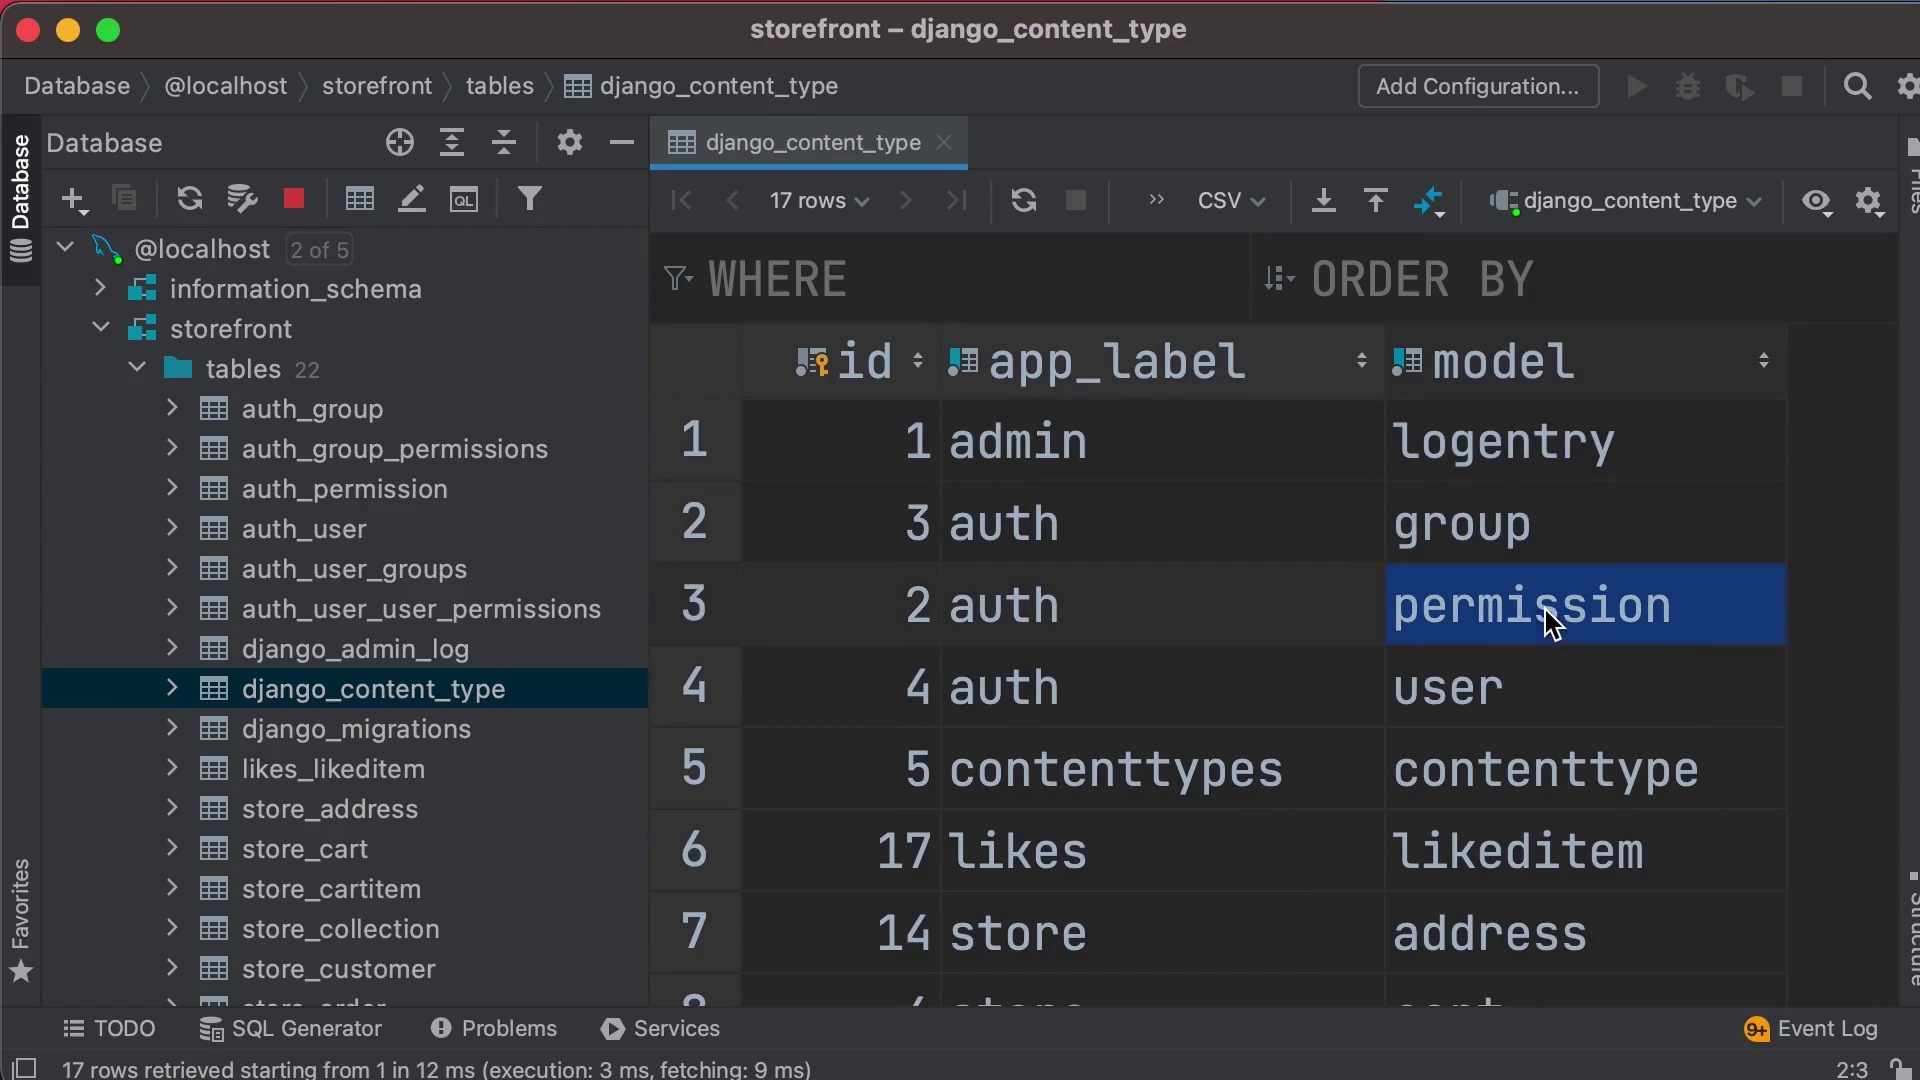 storefront – django_content_type
Database
@localhost
storefront
tables
django_content_type
Add Configuration...
Database
Database
django_content_type
Files
17 rows
CSV
django_content_type
@localhost 2 of 5
information_schema
storefront
tables 22
auth_group
auth_group_permissions
auth_permission
auth_user
auth_user_groups
auth_user_user_permissions
django_admin_log
django_content_type
django_migrations
likes_likeditem
store_address
store_cart
store_cartitem
store_collection
store_customer
store_order
WHERE
ORDER BY
id app_label model
1 1 admin logentry
2 3 auth group
3 2 auth permission
4 4 auth user
5 5 contenttypes contenttype
6 17 likes likeditem
7 14 store address
Favorites
Structure
TODO
SQL Generator
Problems
Services
9+ Event Log
17 rows retrieved starting from 1 in 12 ms (execution: 3 ms, fetching: 9 ms)
2:3